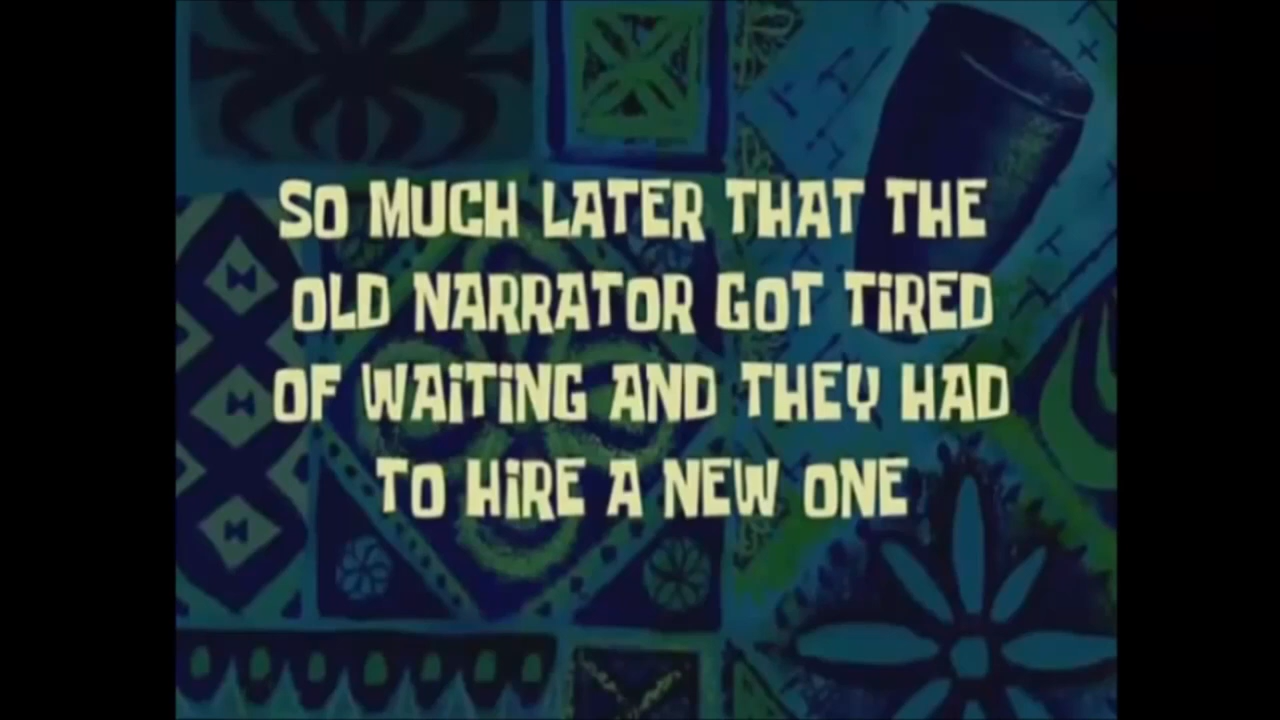 SO MUCH LATER THAT THE
OLD NARRATOR GOT TIRED
OF WAITING AND THEY HAD
TO HIRE A NEW ONE